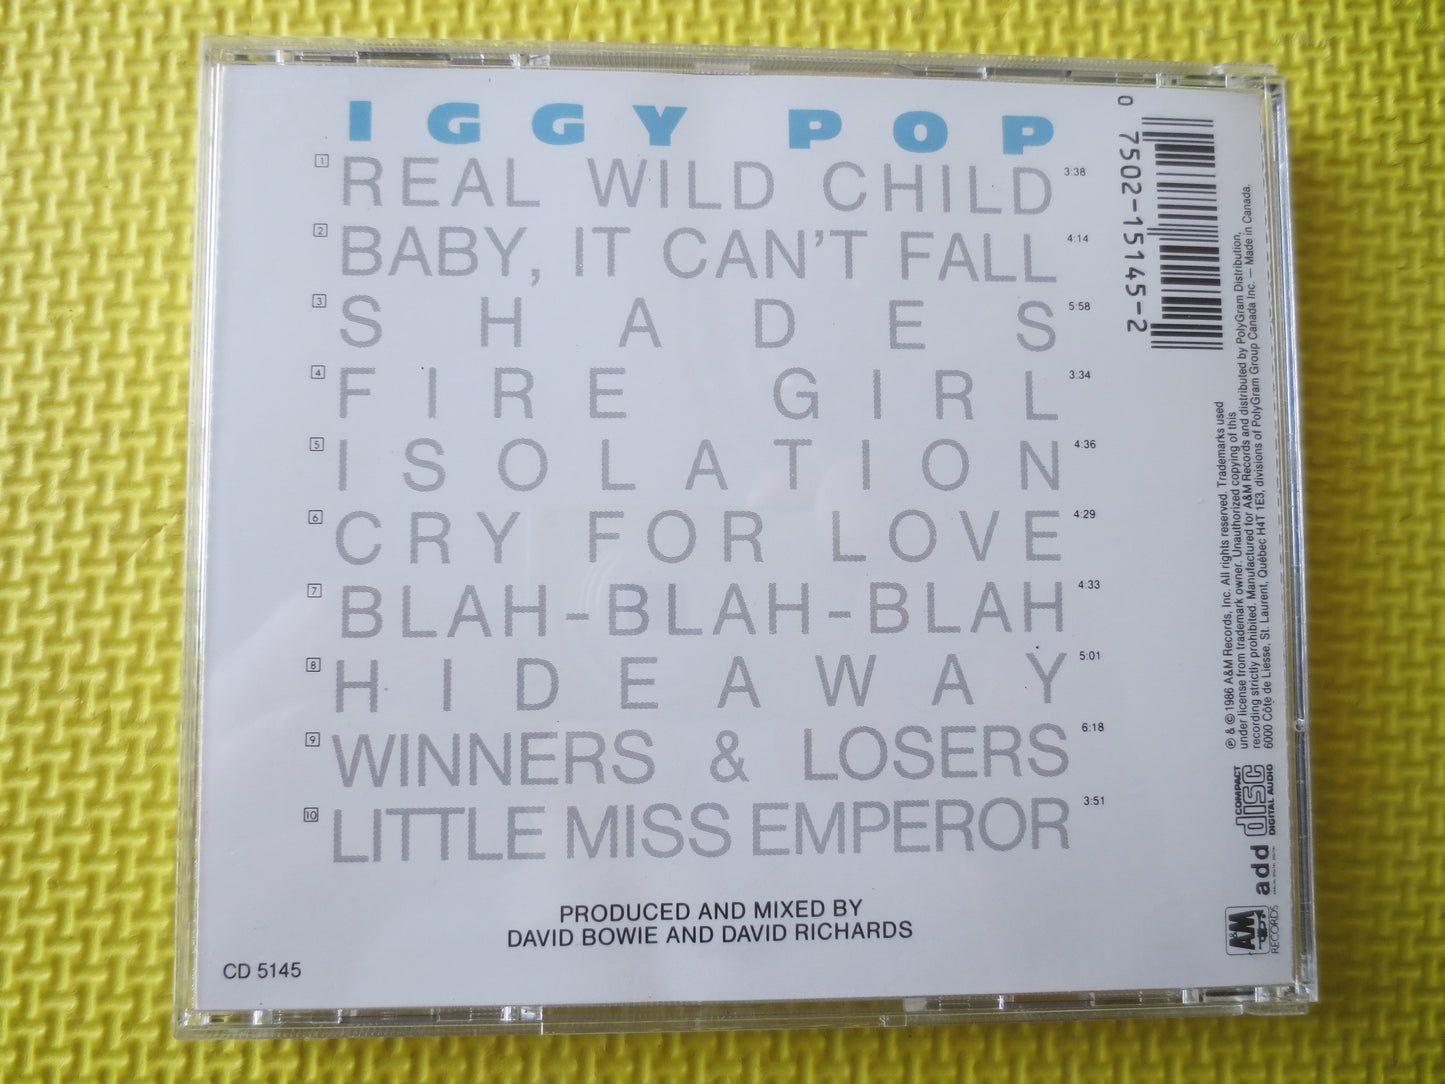 IGGY POP
1 REAL WILD CHILD 3:38
2 BABY, IT CAN'T FALL 4:14
3 SHADES 5:58
4 FIRE GIRL 3:34
5 ISOLATION 4:36
6 CRY FOR LOVE 4:29
7 BLAH-BLAH-BLAH 4:33
8 HIDEAWAY 5:01
9 WINNERS & LOSERS 6:18
10 LITTLE MISS EMPEROR 3:51
PRODUCED AND MIXED BY
DAVID BOWIE AND DAVID RICHARDS
CD 5145
0 7502-15145-2
℗ & © 1986 A&M Records, Inc. All rights reserved. Trademarks used
under license from trademark owner. Unauthorized copying of this
recording strictly prohibited. Manufactured for A&M Records and distributed by PolyGram Distribution,
6000 Côte de Liesse, St. Laurent, Québec H4T 1E3, divisions of PolyGram Group Canada Inc. — Made in Canada.
COMPACT
disc
DIGITAL AUDIO
add
A&M
RECORDS